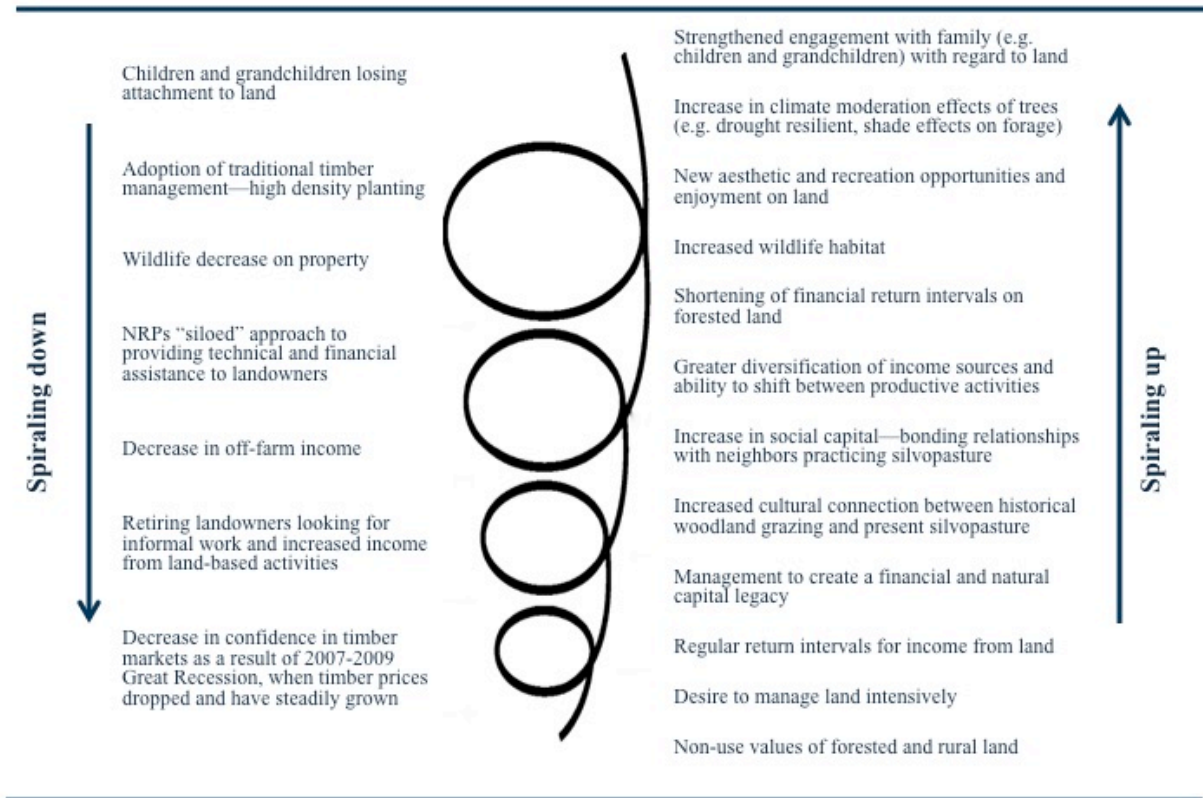 Spiraling down
Children and grandchildren losing
attachment to land
Adoption of traditional timber
management—high density planting
Wildlife decrease on property
NRPs “siloed” approach to
providing technical and financial
assistance to landowners
Decrease in off-farm income
Retiring landowners looking for
informal work and increased income
from land-based activities
Decrease in confidence in timber
markets as a result of 2007-2009
Great Recession, when timber prices
dropped and have steadily grown
Strengthened engagement with family (e.g.
children and grandchildren) with regard to land
Increase in climate moderation effects of trees
(e.g. drought resilient, shade effects on forage)
New aesthetic and recreation opportunities and
enjoyment on land
Increased wildlife habitat
Shortening of financial return intervals on
forested land
Greater diversification of income sources and
ability to shift between productive activities
Increase in social capital—bonding relationships
with neighbors practicing silvopasture
Increased cultural connection between historical
woodland grazing and present silvopasture
Management to create a financial and natural
capital legacy
Regular return intervals for income from land
Desire to manage land intensively
Non-use values of forested and rural land
Spiraling up